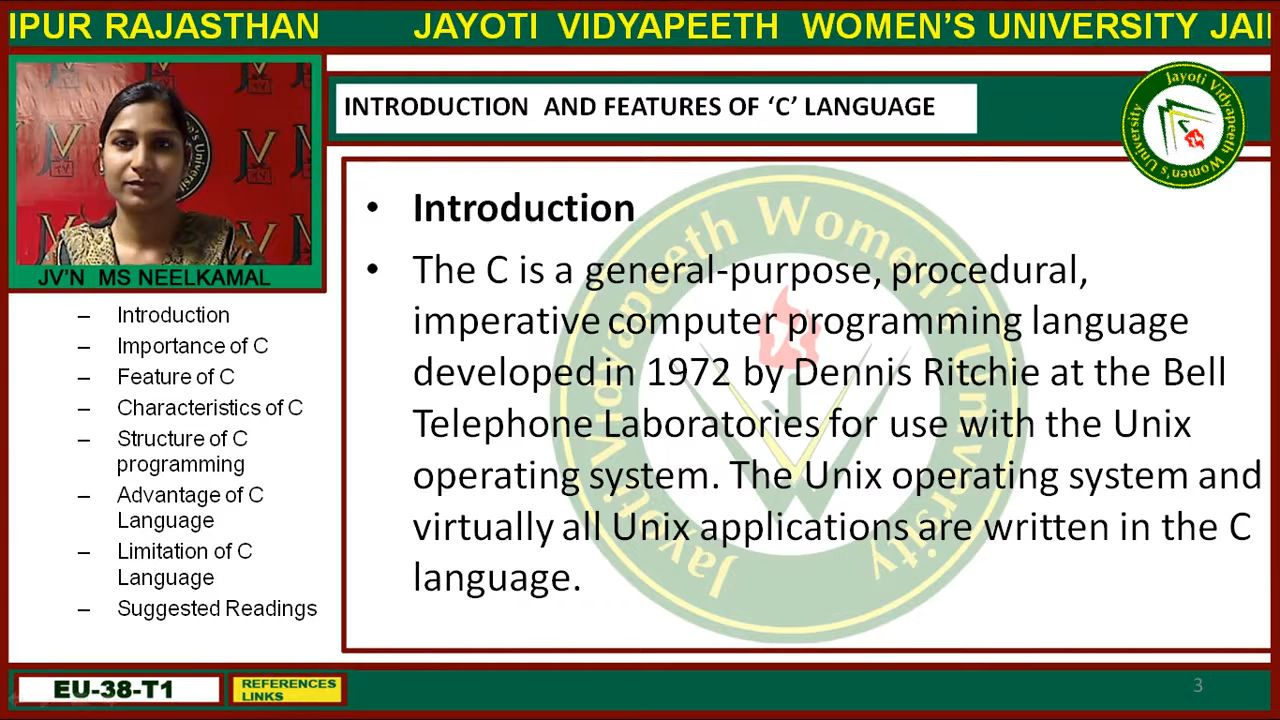 IPUR RAJASTHAN JAYOTI VIDYAPEETH WOMEN'S UNIVERSITY JAI
INTRODUCTION AND FEATURES OF ‘C’ LANGUAGE
Jayoti Vidyapeeth Women's University
JV'N MS NEELKAMAL
– Introduction
– Importance of C
– Feature of C
– Characteristics of C
– Structure of C
programming
– Advantage of C
Language
– Limitation of C
Language
– Suggested Readings
• Introduction
• The C is a general-purpose, procedural,
imperative computer programming language
developed in 1972 by Dennis Ritchie at the Bell
Telephone Laboratories for use with the Unix
operating system. The Unix operating system and
virtually all Unix applications are written in the C
language.
Jayoti Vidyapeeth Women's University
EU-38-T1
REFERENCES
LINKS
3